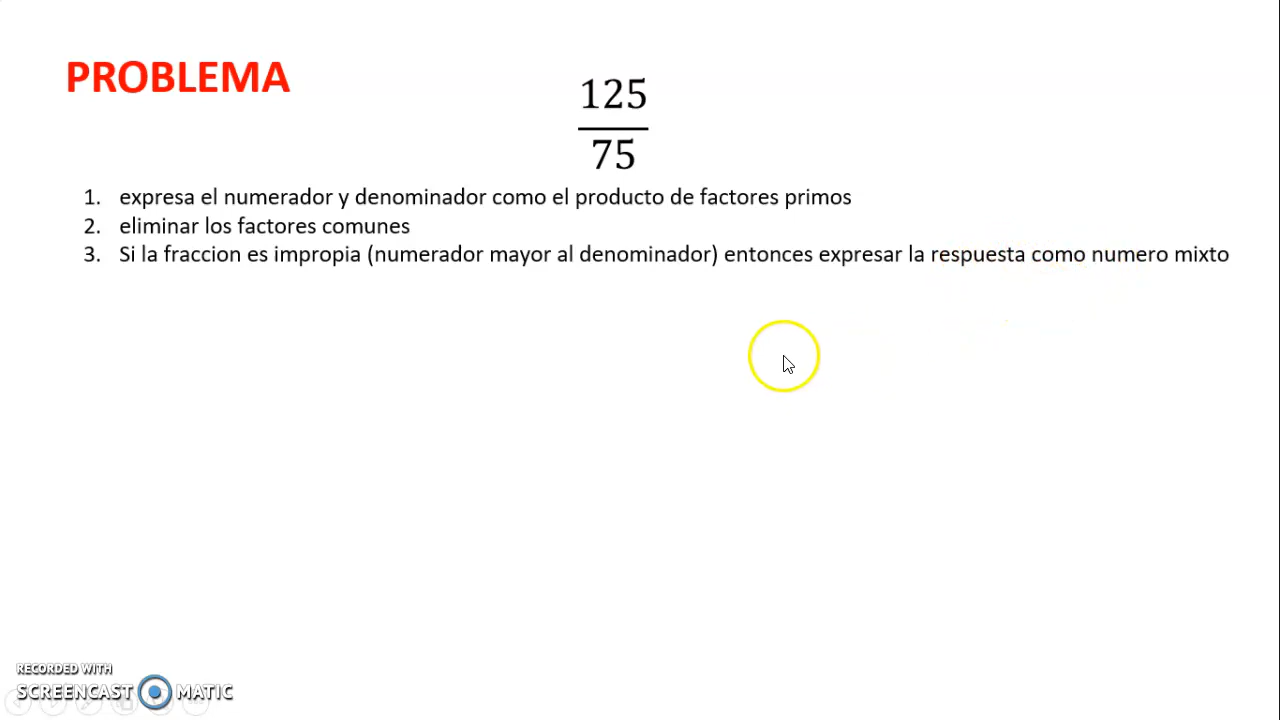 PROBLEMA
125
75
1. expresa el numerador y denominador como el producto de factores primos
2. eliminar los factores comunes
3. Si la fraccion es impropia (numerador mayor al denominador) entonces expresar la respuesta como numero mixto
RECORDED WITH
SCREENCAST MATIC